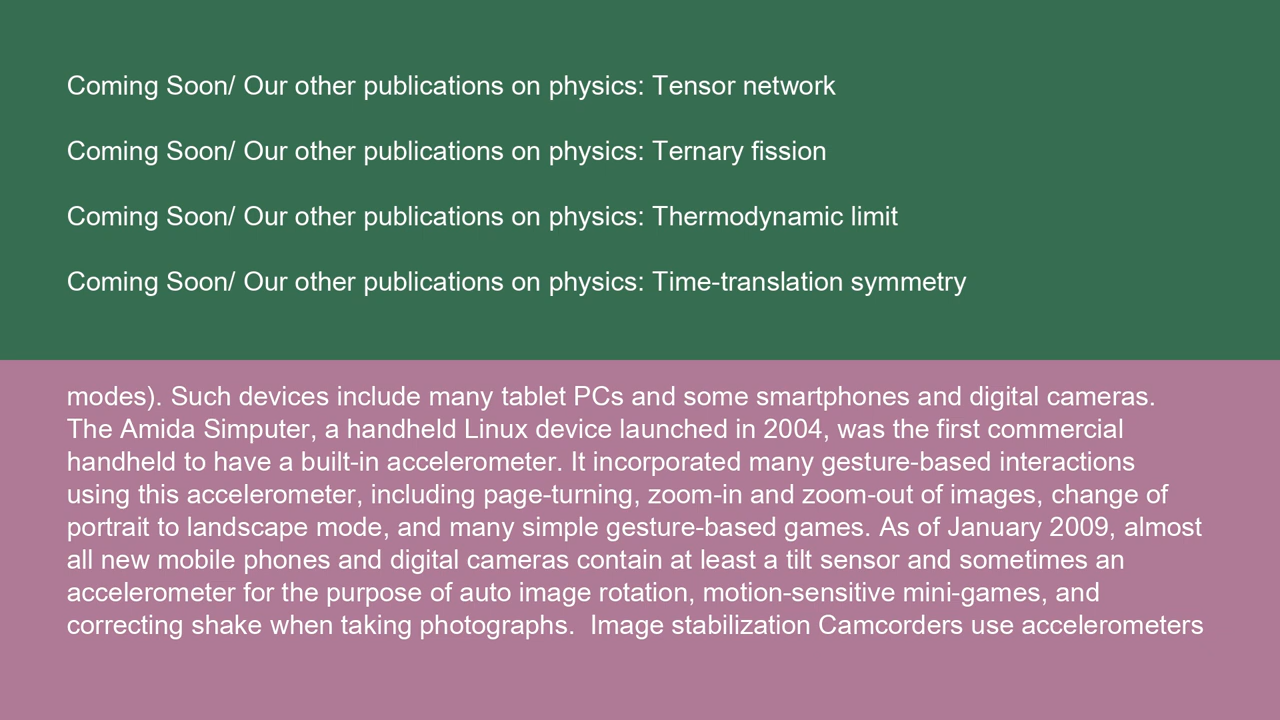 Coming Soon/ Our other publications on physics: Tensor network
Coming Soon/ Our other publications on physics: Ternary fission
Coming Soon/ Our other publications on physics: Thermodynamic limit
Coming Soon/ Our other publications on physics: Time-translation symmetry
modes). Such devices include many tablet PCs and some smartphones and digital cameras.
The Amida Simputer, a handheld Linux device launched in 2004, was the first commercial
handheld to have a built-in accelerometer. It incorporated many gesture-based interactions
using this accelerometer, including page-turning, zoom-in and zoom-out of images, change of
portrait to landscape mode, and many simple gesture-based games. As of January 2009, almost
all new mobile phones and digital cameras contain at least a tilt sensor and sometimes an
accelerometer for the purpose of auto image rotation, motion-sensitive mini-games, and
correcting shake when taking photographs.  Image stabilization Camcorders use accelerometers